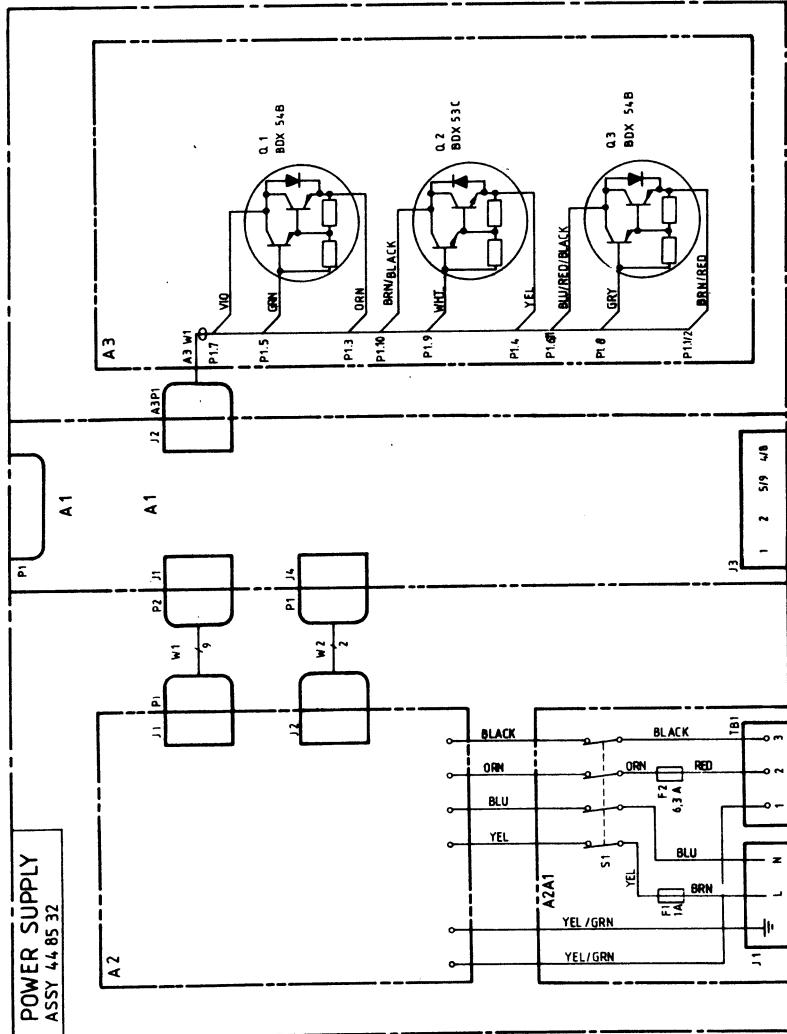 POWER SUPPLY
ASSY 44 85 32
P1
A1
A1
A3
A3 W1
J2
A3P1
Q1
BDX 54B
Q2
BDX 53C
Q3
BDX 54B
VIO
GRN
ORN
BRN/BLACK
WHT
YEL
BLU/RED/BLACK
GRY
BRN/RED
P1.7
P1.5
P1.3
P1.10
P1.9
P1.4
P1.8
P1.1/2
P2
J1
P1
J4
W1
9
W2
2
J1
P1
J2
J3
1 2 5/9 4/8
A2
BLACK
ORN
BLU
YEL
YEL/GRN
YEL/GRN
A2A1
S1
BLACK
ORN
RED
F2
6,3 A
BLU
YEL
BRN
F1
1A
TB1
3
2
1
N
L
J1